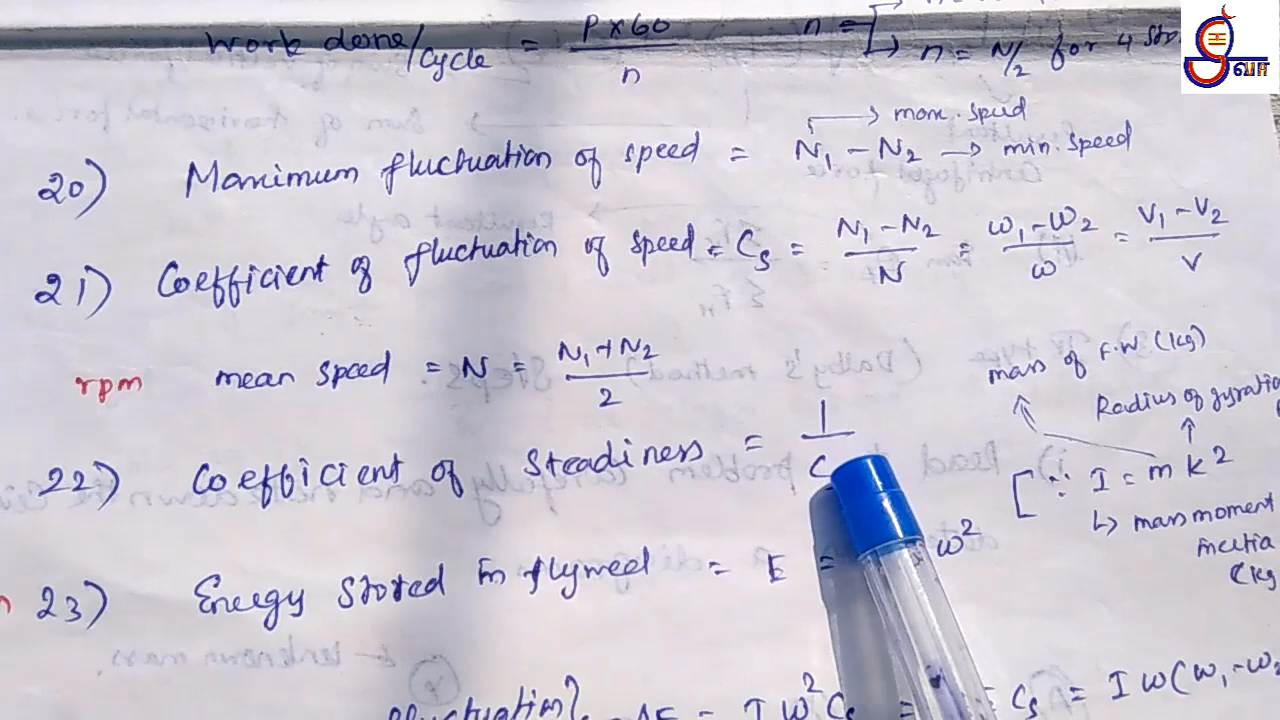 Work done/cycle = P×60/n n = n = N/2 for 4
சிவா
20) Maximum fluctuation of speed = N₁ - N₂ → max. speed → min. speed
21) Coefficient of fluctuation of speed = Cs = N₁-N₂/N = ω₁-ω₂/ω = V₁-V₂/V
rpm mean speed = N = N₁+N₂/2
mass of F.W (kg)
Radius of
22) Coefficient of Steadiness = 1/C
[∵ I = mk²
↳ mass moment
inertia
(kg
23) Energy stored in flywheel = E = ω²
fluctuation ΔE = Iω²Cs = Cs = Iω(ω₁-ω₂